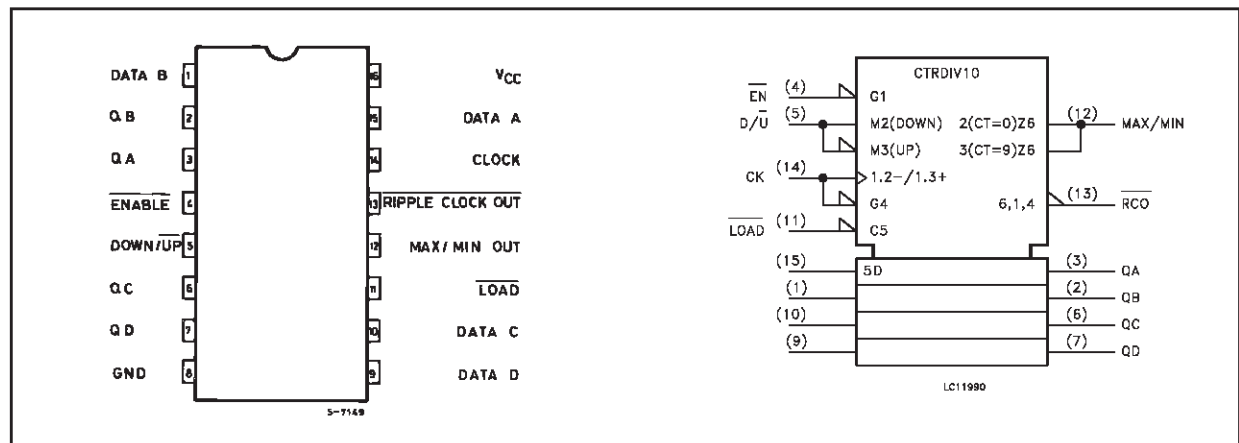 DATA B 1
QB 2
QA 3
ENABLE 4
DOWN/UP 5
QC 6
QD 7
GND 8
16 VCC
15 DATA A
14 CLOCK
13 RIPPLE CLOCK OUT
12 MAX/MIN OUT
11 LOAD
10 DATA C
9 DATA D
S-7149
CTRDIV10
EN (4) G1
D/U (5) M2(DOWN) 2(CT=0)Z6 (12) MAX/MIN
M3(UP) 3(CT=9)Z6
CK (14) 1.2-/1.3+
G4 6,1,4 (13) RCO
LOAD (11) C5
(15) 5D (3) QA
(1) (2) QB
(10) (6) QC
(9) (7) QD
LC11990